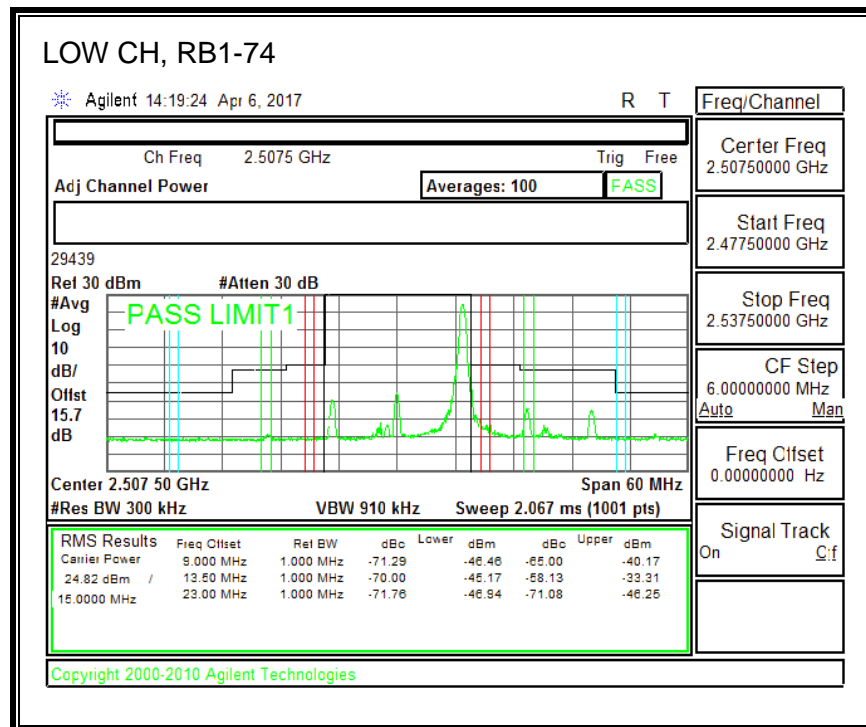 LOW CH, RB1-74
Agilent 14:19:24 Apr 6, 2017 R T
Freq/Channel
Ch Freq 2.5075 GHz Trig Free
Adj Channel Power Averages: 100 PASS
Center Freq
2.50750000 GHz
Start Freq
2.47750000 GHz
Stop Freq
2.53750000 GHz
CF Step
6.00000000 MHz
Auto Man
Freq Offset
0.00000000 Hz
Signal Track
On Off
29439
Ref 30 dBm #Atten 30 dB
#Avg
Log
10
dB/
Offst
15.7
dB
PASS LIMIT1
Center 2.507 50 GHz Span 60 MHz
#Res BW 300 kHz VBW 910 kHz Sweep 2.067 ms (1001 pts)
RMS Results Freq Offset Ref BW dBc Lower dBm dBc Upper dBm
Carrier Power 9.000 MHz 1.000 MHz -71.29 -46.46 -65.00 -40.17
24.82 dBm / 13.50 MHz 1.000 MHz -70.00 -45.17 -58.13 -33.31
15.0000 MHz 23.00 MHz 1.000 MHz -71.76 -46.94 -71.08 -46.25
Copyright 2000-2010 Agilent Technologies